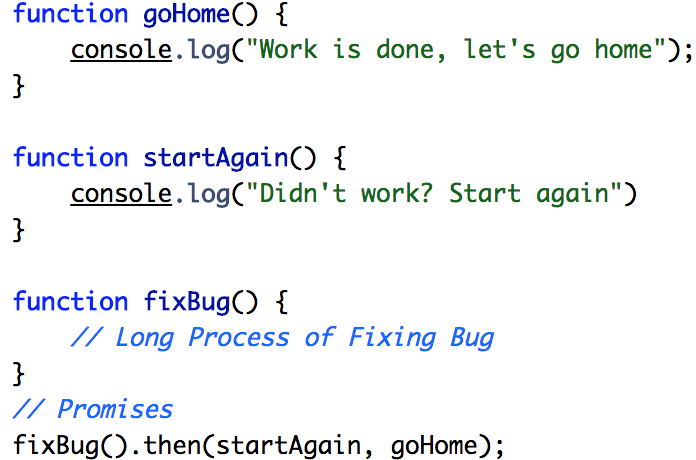 function goHome() {
    console.log("Work is done, let's go home");
}

function startAgain() {
    console.log("Didn't work? Start again")
}

function fixBug() {
    // Long Process of Fixing Bug
}
// Promises
fixBug().then(startAgain, goHome);